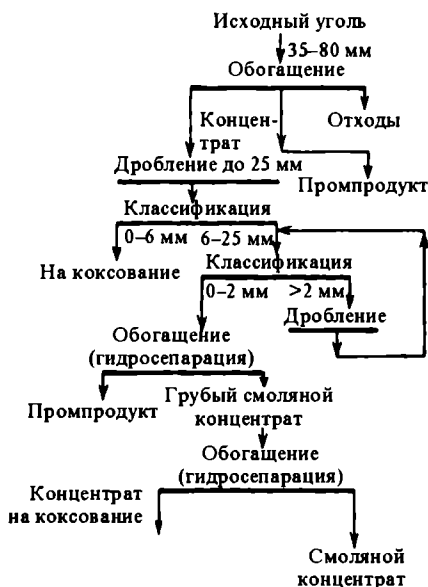 Исходный уголь
35–80 мм
Обогащение
Концен-
трат
Отходы
Дробление до 25 мм
Промпродукт
Классификация
0–6 мм 6–25 мм
На коксование
Классификация
0–2 мм >2 мм
Дробление
Обогащение
(гидросепарация)
Промпродукт
Грубый смоляной
концентрат
Обогащение
(гидросепарация)
Концентрат
на коксование
Смоляной
концентрат